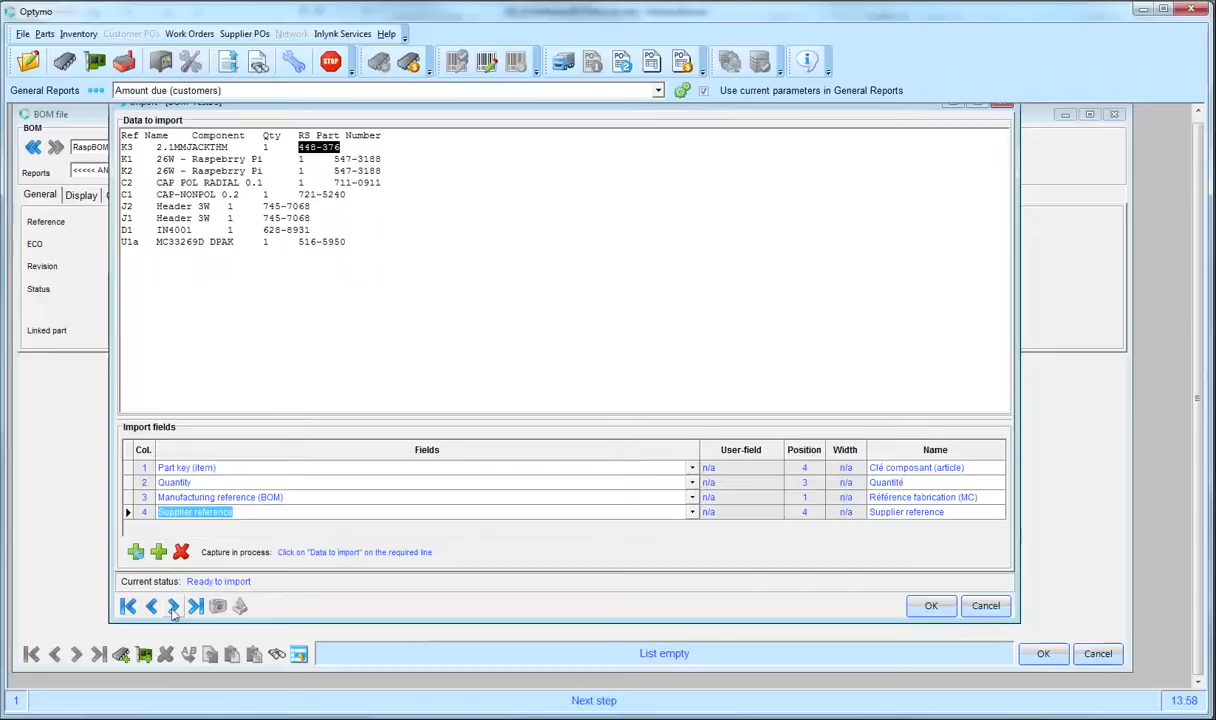 Optymo
File Parts Inventory Customer POs Work Orders Supplier POs Network Inlynk Services Help
STOP
General Reports Amount due (customers) Use current parameters in General Reports
BOM file
BOM
RaspBOM
Reports <<<<< AN
General Display
Reference
ECO
Revision
Status
Linked part
Data to import
Ref Name Component Qty RS Part Number
K3 2.1MMJACKTHM 1 448-376
K1 26W - Raspebrry Pi 1 547-3188
K2 26W - Raspebrry Pi 1 547-3188
C2 CAP POL RADIAL 0.1 1 711-0911
C1 CAP-NONPOL 0.2 1 721-5240
J2 Header 3W 1 745-7068
J1 Header 3W 1 745-7068
D1 IN4001 1 628-8931
U1a MC33269D DPAK 1 516-5950
Import fields
Col. Fields User-field Position Width Name
1 Part key (item) n/a 4 n/a Clé composant (article)
2 Quantity n/a 3 n/a Quantité
3 Manufacturing reference (BOM) n/a 1 n/a Référence fabrication (MC)
4 Supplier reference n/a 4 n/a Supplier reference
Capture in process: Click on "Data to import" on the required line
Current status: Ready to import
OK Cancel
List empty
OK Cancel
1 Next step 13:58